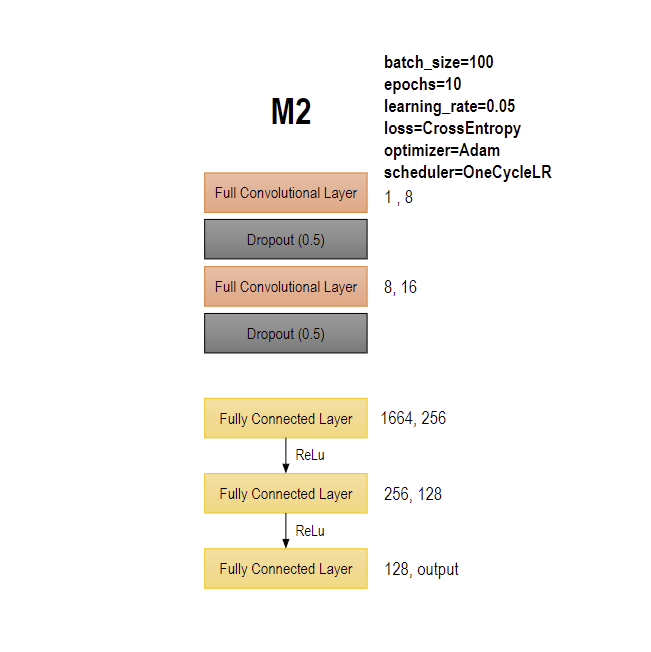 batch_size=100
epochs=10
M2
learning_rate=0.05
loss=CrossEntropy
optimizer=Adam
scheduler=OneCycleLR
Full Convolutional Layer
1 , 8
Dropout (0.5)
Full Convolutional Layer
8, 16
Dropout (0.5)
Fully Connected Layer
1664, 256
ReLu
Fully Connected Layer
256, 128
ReLu
Fully Connected Layer
128, output